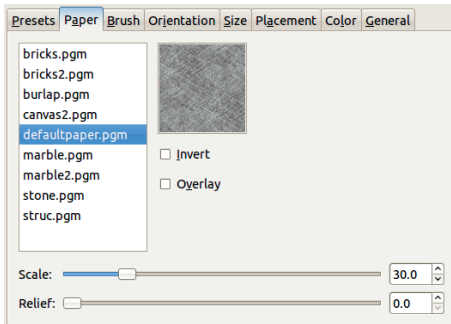 Presets Paper Brush Orientation Size Placement Color General
bricks.pgm
bricks2.pgm
burlap.pgm
canvas2.pgm
defaultpaper.pgm
marble.pgm
marble2.pgm
stone.pgm
struc.pgm
Invert
Overlay
Scale: 30.0
Relief: 0.0